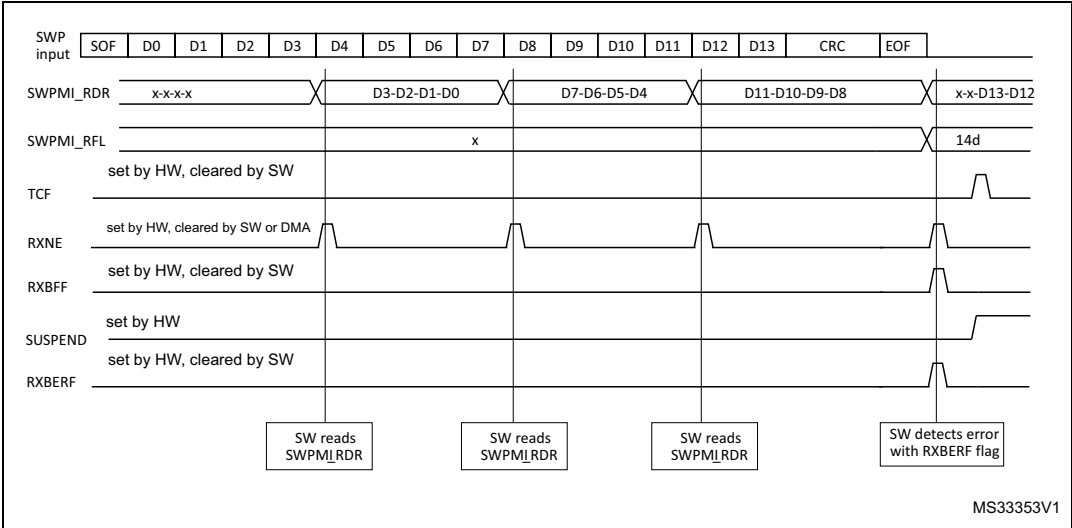 SWP
input
SOF D0 D1 D2 D3 D4 D5 D6 D7 D8 D9 D10 D11 D12 D13 CRC EOF
SWPMI_RDR x-x-x-x D3-D2-D1-D0 D7-D6-D5-D4 D11-D10-D9-D8 x-x-D13-D12
SWPMI_RFL x 14d
set by HW, cleared by SW
TCF
set by HW, cleared by SW or DMA
RXNE
set by HW, cleared by SW
RXBFF
set by HW
SUSPEND
set by HW, cleared by SW
RXBERF
SW reads
SWPMI_RDR
SW reads
SWPMI_RDR
SW reads
SWPMI_RDR
SW detects error
with RXBERF flag
MS33353V1